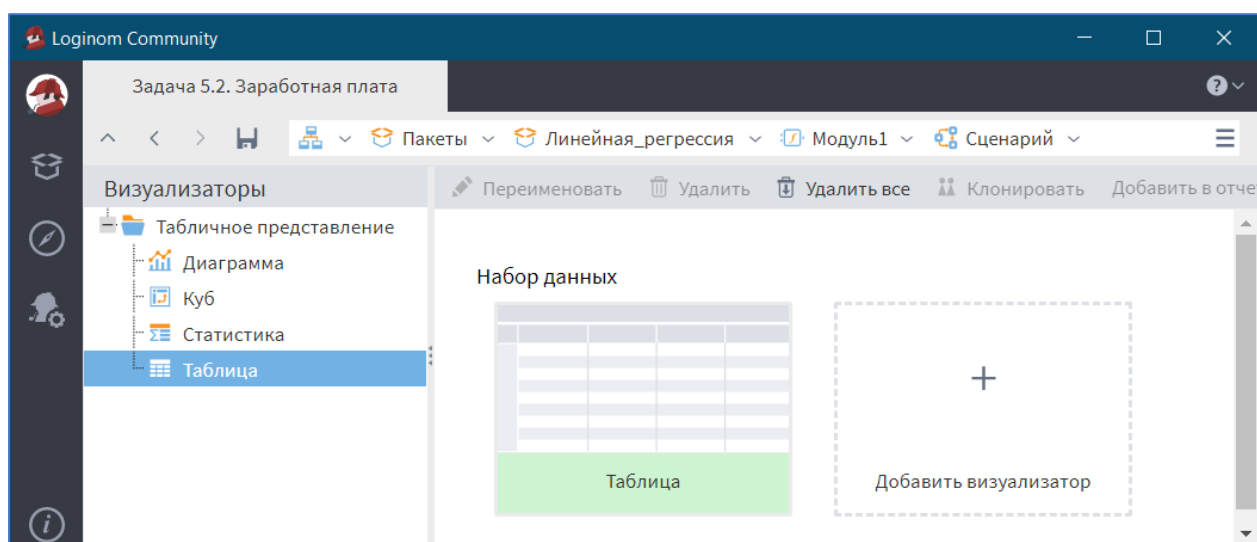 Loginom Community
Задача 5.2. Заработная плата
Пакеты Линейная_регрессия Модуль1 Сценарий
Визуализаторы
Переименовать Удалить Удалить все Клонировать Добавить в отче
Табличное представление
Диаграмма
Куб
Статистика
Таблица
Набор данных
Таблица
Добавить визуализатор